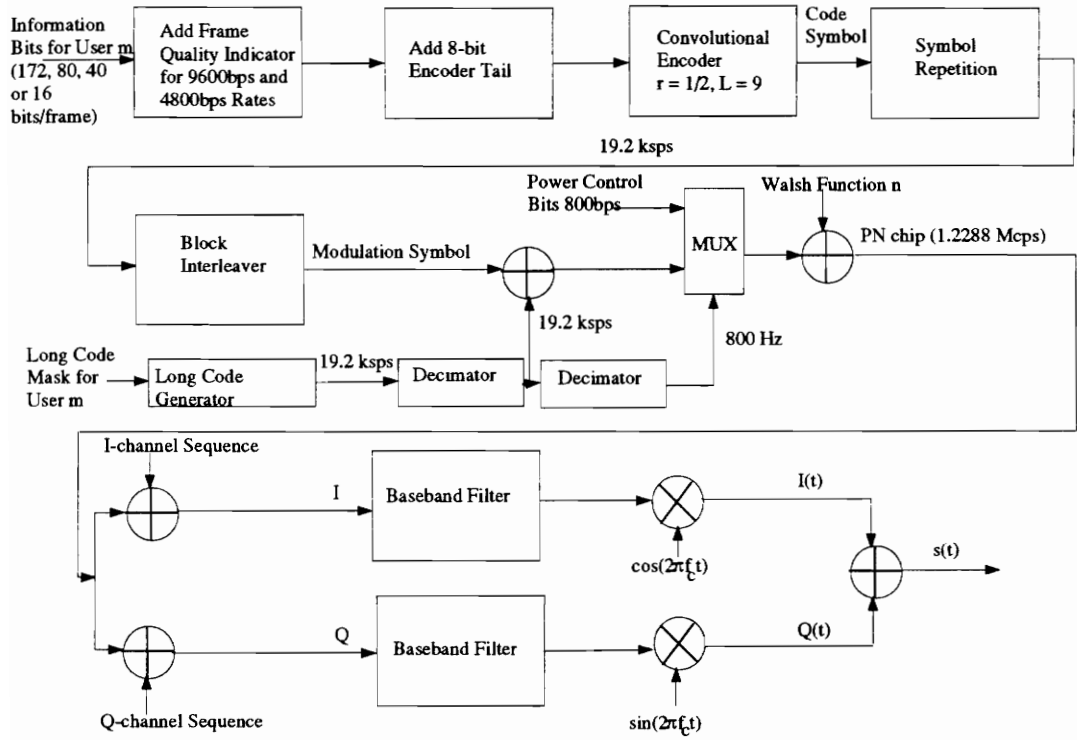 Information
Bits for User m
(172, 80, 40
or 16
bits/frame)
Add Frame
Quality Indicator
for 9600bps and
4800bps Rates
Add 8-bit
Encoder Tail
Convolutional
Encoder
r = 1/2, L = 9
Code
Symbol
Symbol
Repetition
19.2 ksps
Block
Interleaver
Modulation Symbol
Power Control
Bits 800bps
MUX
Walsh Function n
PN chip (1.2288 Mcps)
19.2 ksps
800 Hz
Long Code
Mask for
User m
Long Code
Generator
19.2 ksps
Decimator
Decimator
I-channel Sequence
I
Baseband Filter
cos(2πf_ct)
I(t)
s(t)
Q
Baseband Filter
sin(2πf_ct)
Q(t)
Q-channel Sequence